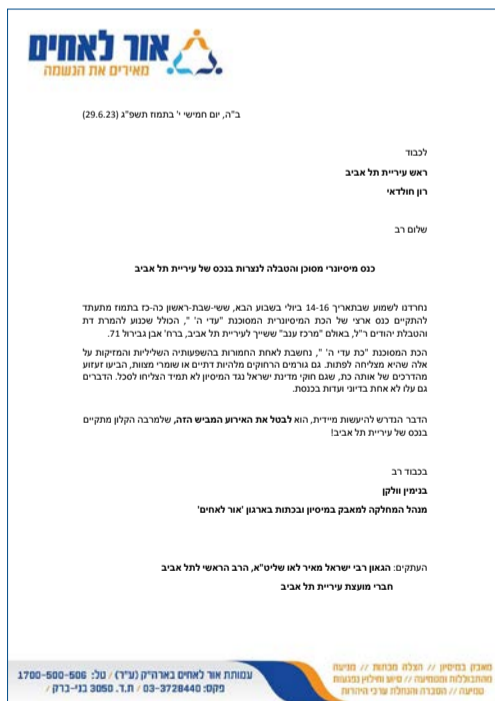 אור לאחים
מאירים את הנשמה
ב"ה, יום חמישי י' בתמוז תשפ"ג (29.6.23)
לכבוד
ראש עיריית תל אביב
רון חולדאי
שלום רב
כנס מיסיונרי מסוכן והטבלה לנצרות בנכס של עיריית תל אביב
נחרדנו לשמוע שבתאריך 14-16 ביולי בשבוע הבא, שישי-שבת-ראשון כה-כז בתמוז מתעתד
להתקיים כנס ארצי של הכת המיסיונרית המסוכנת "עדי ה' ", הכולל שכנוע להמרת דת
והטבלת יהודים ר"ל, באולם "מרכז ענב" ששייך לעיריית תל אביב, ברח' אבן גבירול 71.
הכת המסוכנת "כת עדי ה' ", נחשבת לאחת החמורות בהשפעותיה השליליות והמזיקות על
אלה שהיא מצליחה לפתות. גם גורמים הרחוקים מלהיות דתיים או שומרי מצוות, הביעו זעזוע
מהדרכים של אותה כת, שגם חוקי מדינת ישראל נגד המיסיון לא תמיד הצליחו לסכל. הדברים
גם עלו לא אחת בדיוני ועדות בכנסת.
הדבר הנדרש להיעשות מיידית, הוא לבטל את האירוע המביש הזה, שלמרבה הקלון מתקיים
בנכס של עיריית תל אביב!
בכבוד רב
בנימין וולקן
מנהל המחלקה למאבק במיסיון ובכתות בארגון 'אור לאחים'
העתקים: הגאון רבי ישראל מאיר לאו שליט"א, הרב הראשי לתל אביב
חברי מועצת עיריית תל אביב
מאבק במיסיון // הצלה מכתות // מניעה
מהתבוללות ומטמיעה // סיוע וחילוץ נפגעות
טמיעה // הסברה והנחלת ערכי היהדות
עמותת אור לאחים בארה"ק (ע"ר) / טל: 1700-500-506
פקס: 03-3728440 / ת.ד. 3050 בני-ברק /